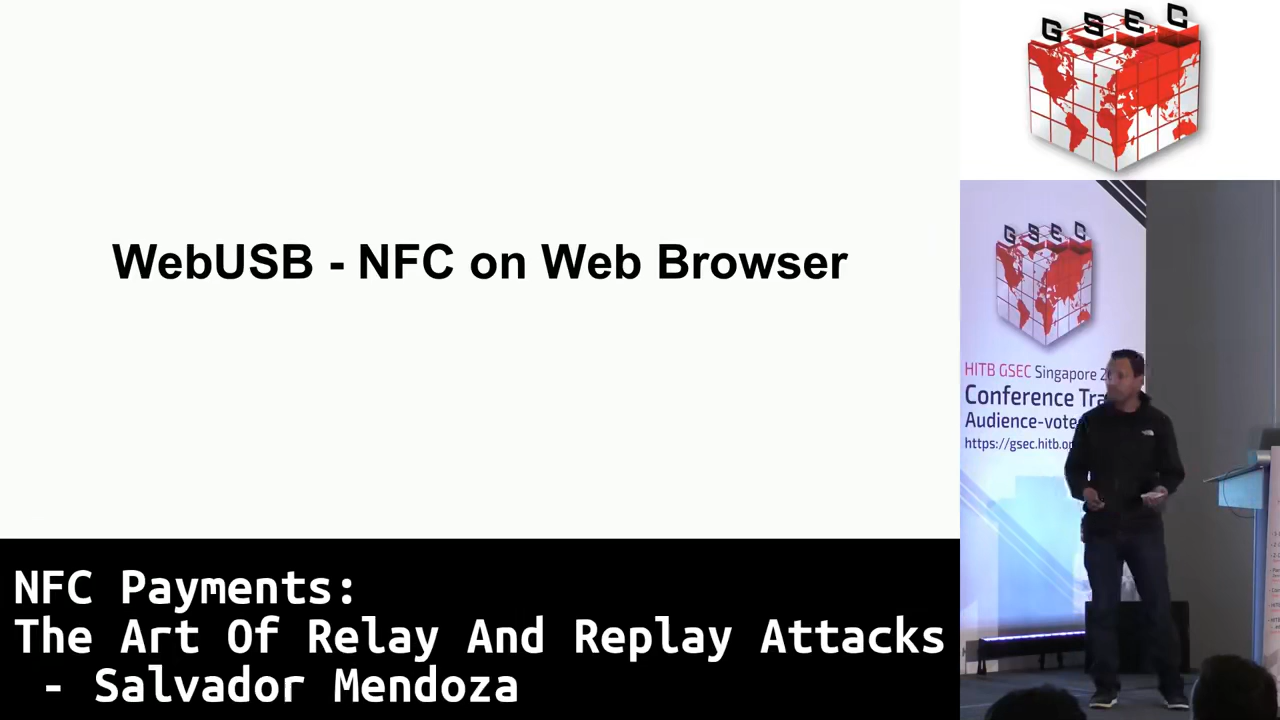 WebUSB - NFC on Web Browser
GSEC
GSEC
HITB GSEC Singapore
Conference
Audience-vote
https://gsec.hitb.or
NFC Payments:
The Art Of Relay And Replay Attacks
- Salvador Mendoza